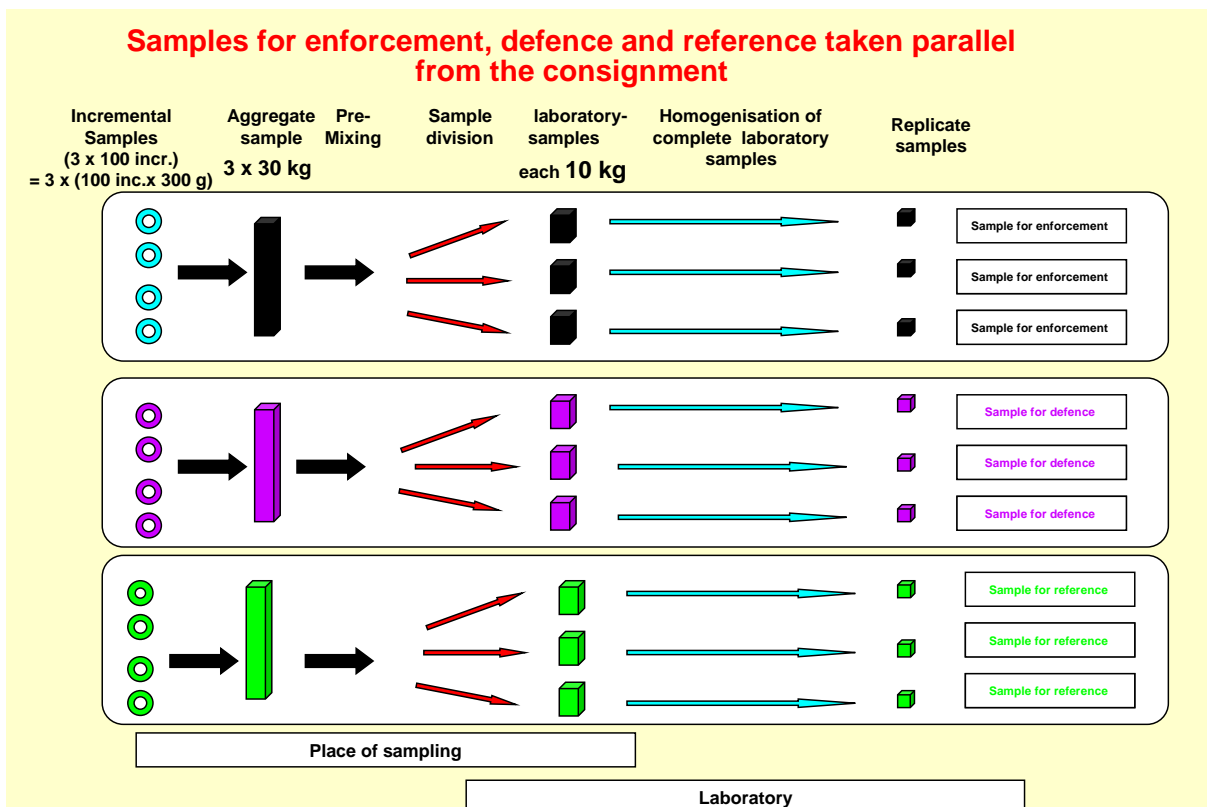 Samples for enforcement, defence and reference taken parallel
from the consignment
Incremental
Samples
(3 x 100 incr.)
= 3 x (100 inc.x 300 g)
Aggregate
sample
3 x 30 kg
Pre-
Mixing
Sample
division
laboratory-
samples
each 10 kg
Homogenisation of
complete laboratory
samples
Replicate
samples
Sample for enforcement
Sample for enforcement
Sample for enforcement
Sample for defence
Sample for defence
Sample for defence
Sample for reference
Sample for reference
Sample for reference
Place of sampling
Laboratory